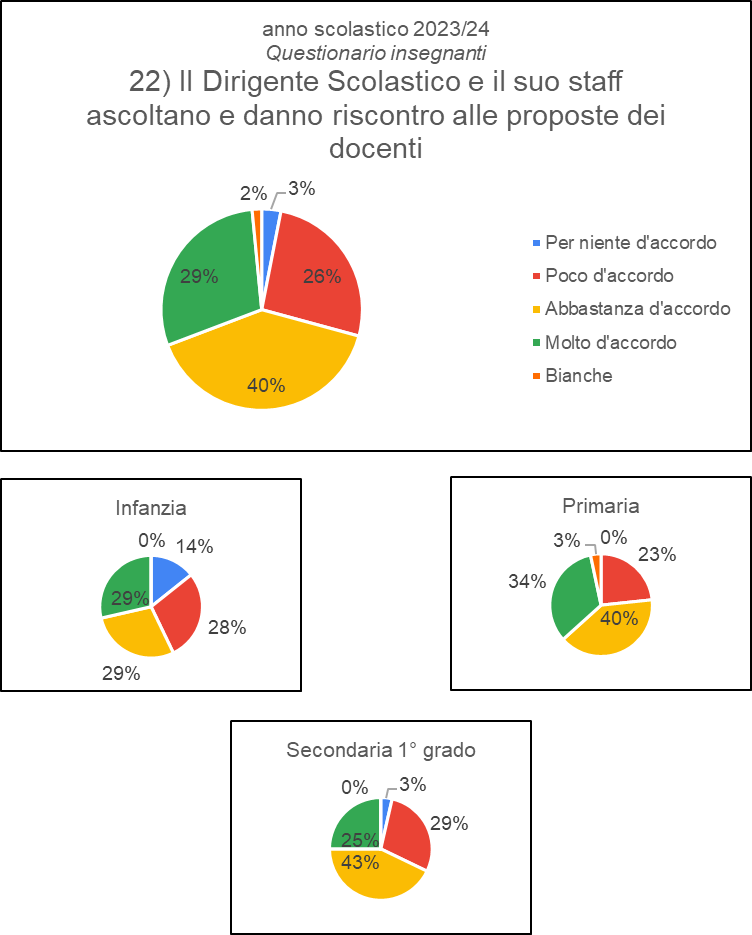 anno scolastico 2023/24
Questionario insegnanti
22) Il Dirigente Scolastico e il suo staff
ascoltano e danno riscontro alle proposte dei
docenti
2%
3%
29%
26%
40%
Per niente d'accordo
Poco d'accordo
Abbastanza d'accordo
Molto d'accordo
Bianche
Infanzia
0%
14%
29%
28%
29%
Primaria
3%
0%
23%
34%
40%
Secondaria 1° grado
0%
3%
29%
25%
43%